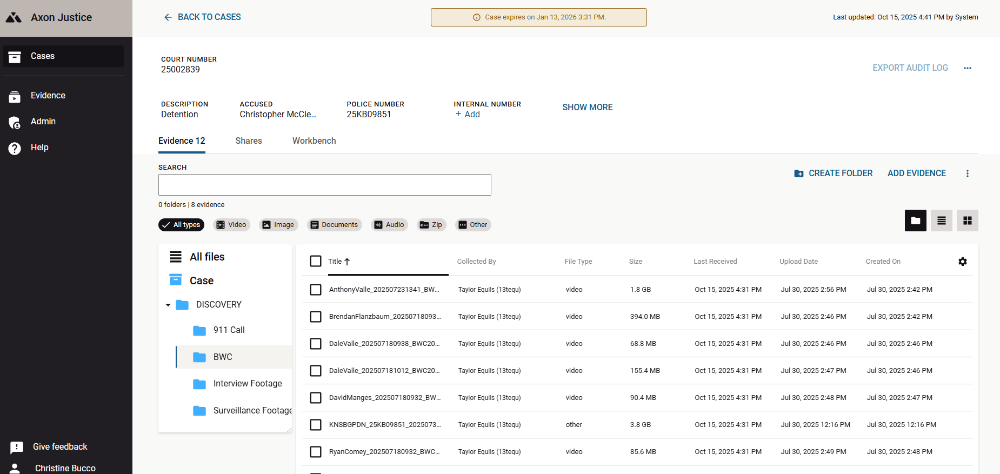 Axon Justice
BACK TO CASES
Case expires on Jan 13, 2026 3:31 PM.
Last updated: Oct 15, 2025 4:41 PM by System
Cases
Evidence
Admin
Help
Give feedback
Christine Bucco
COURT NUMBER
25002839
EXPORT AUDIT LOG
DESCRIPTION ACCUSED POLICE NUMBER INTERNAL NUMBER
Detention Christopher McCle... 25KB09851 + Add
SHOW MORE
Evidence 12 Shares Workbench
SEARCH
CREATE FOLDER ADD EVIDENCE
0 folders | 8 evidence
All types Video Image Documents Audio Zip Other
All files
Case
DISCOVERY
911 Call
BWC
Interview Footage
Surveillance Footage
Title Collected By File Type Size Last Received Upload Date Created On
AnthonyValle_202507231341_BW... Taylor Equils (13tequ) video 1.8 GB Oct 15, 2025 4:31 PM Jul 30, 2025 2:56 PM Jul 30, 2025 2:42 PM
BrendanFlanzbaum_20250718093... Taylor Equils (13tequ) video 394.0 MB Oct 15, 2025 4:31 PM Jul 30, 2025 2:46 PM Jul 30, 2025 2:42 PM
DaleValle_202507180938_BWC20... Taylor Equils (13tequ) video 68.8 MB Oct 15, 2025 4:31 PM Jul 30, 2025 2:46 PM Jul 30, 2025 2:46 PM
DaleValle_202507181012_BWC20... Taylor Equils (13tequ) video 155.4 MB Oct 15, 2025 4:31 PM Jul 30, 2025 2:47 PM Jul 30, 2025 2:46 PM
DavidManges_202507180932_BW... Taylor Equils (13tequ) video 90.4 MB Oct 15, 2025 4:31 PM Jul 30, 2025 2:48 PM Jul 30, 2025 2:47 PM
KNSBGPDN_25KB09851_2025073... Taylor Equils (13tequ) other 3.8 GB Oct 15, 2025 4:31 PM Jul 30, 2025 12:16 PM Jul 30, 2025 12:16 PM
RyanComey_202507180932_BWC... Taylor Equils (13tequ) video 85.6 MB Oct 15, 2025 4:31 PM Jul 30, 2025 2:49 PM Jul 30, 2025 2:48 PM